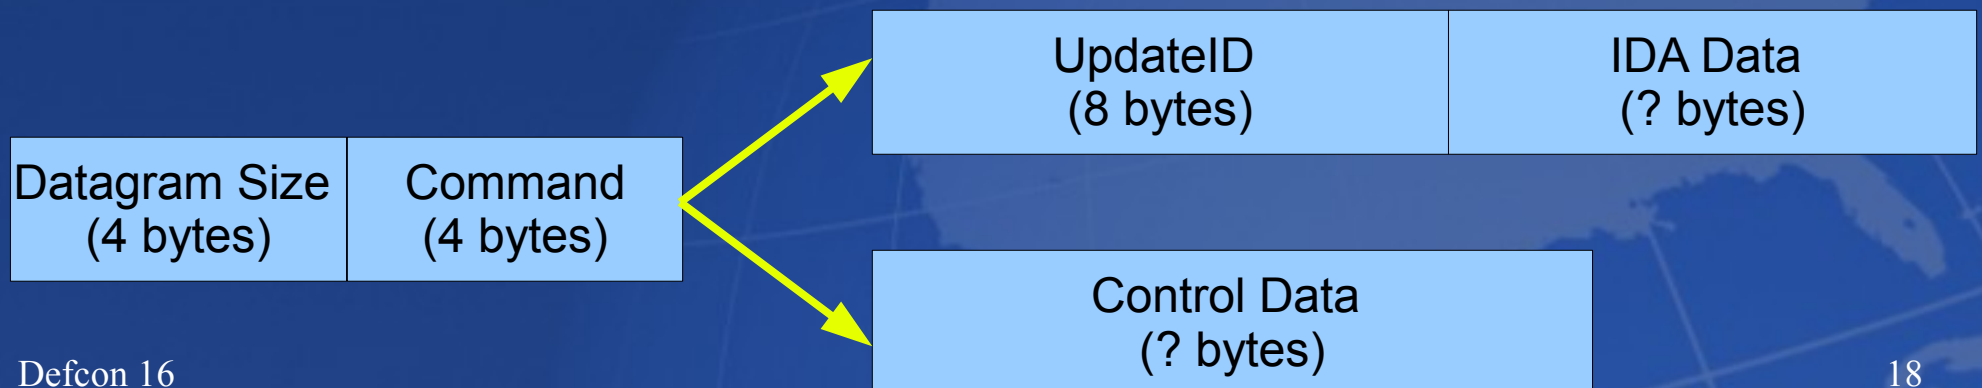 Datagram Size
(4 bytes)
Command
(4 bytes)
UpdateID
(8 bytes)
IDA Data
(? bytes)
Control Data
(? bytes)
Defcon 16
18